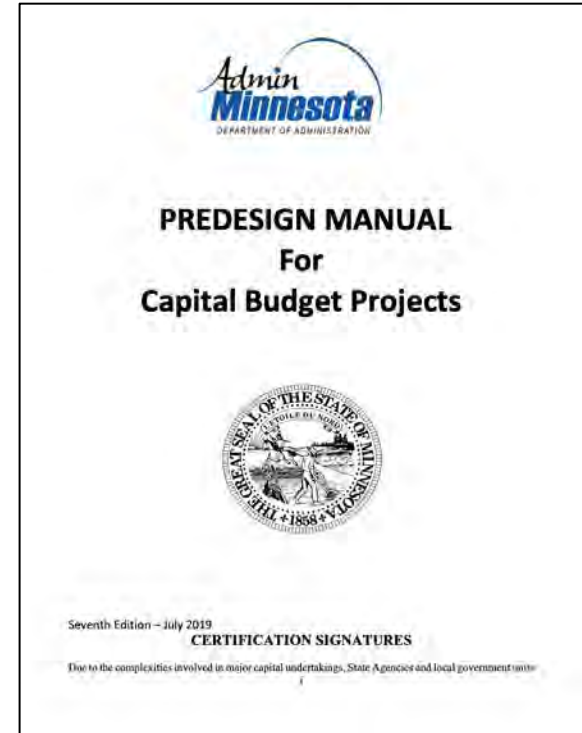 Admin
Minnesota
DEPARTMENT OF ADMINISTRATION
PREDESIGN MANUAL
For
Capital Budget Projects
THE GREAT SEAL OF THE STATE OF MINNESOTA
L'ETOILE DU NORD
1858
Seventh Edition – July 2019
CERTIFICATION SIGNATURES
Due to the complexities involved in major capital undertakings, State Agencies and local government units
i